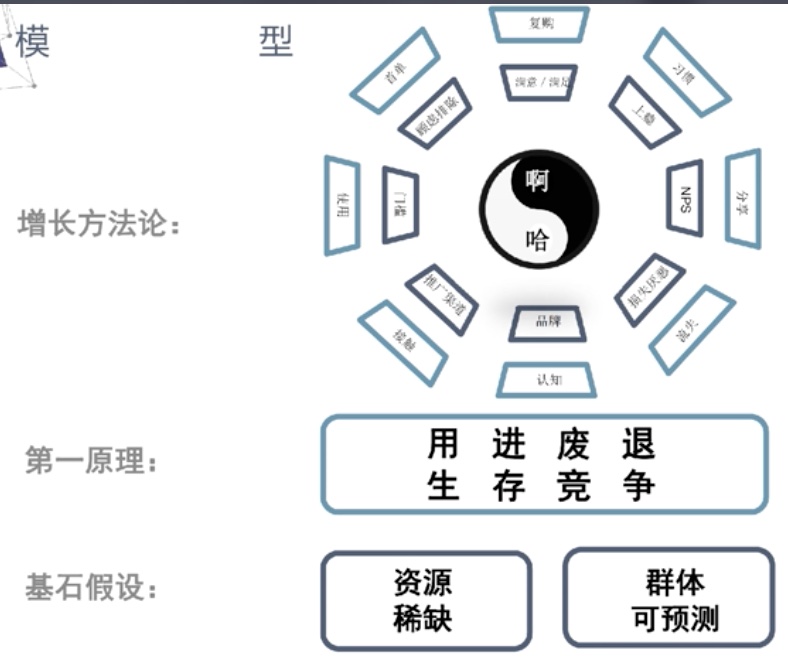 模 型
复购
首单
习惯
满意/满足
顾虑排除
上瘾
啊
使用
门槛
NPS
分享
增长方法论：
哈
推广渠道
损失厌恶
品牌
接触
流失
认知
用 进 废 退
第一原理：
生 存 竞 争
资源
群体
基石假设：
稀缺
可预测